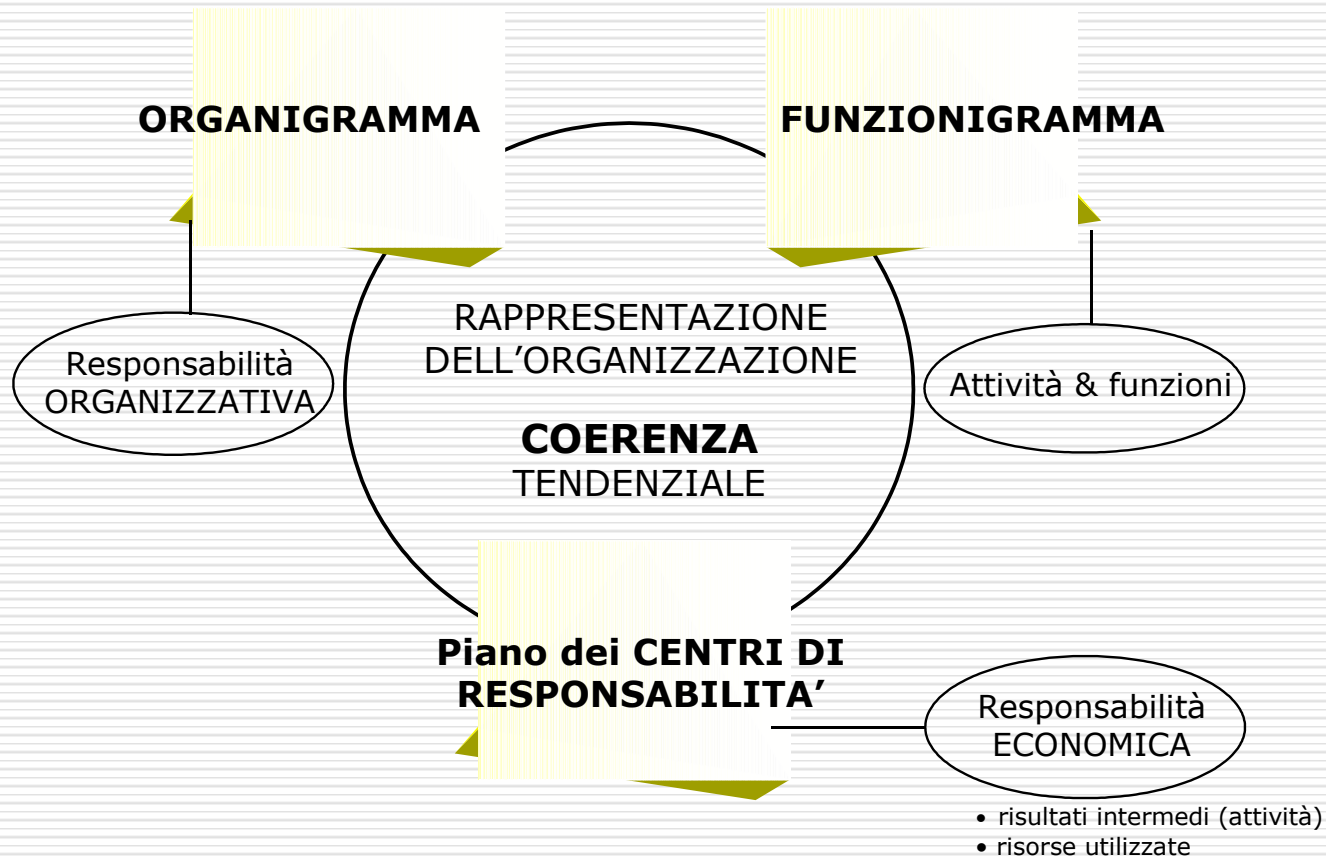 ORGANIGRAMMA
FUNZIONIGRAMMA
RAPPRESENTAZIONE
DELL’ORGANIZZAZIONE
Responsabilità
ORGANIZZATIVA
Attività & funzioni
COERENZA
TENDENZIALE
Piano dei CENTRI DI
RESPONSABILITA’
Responsabilità
ECONOMICA
• risultati intermedi (attività)
• risorse utilizzate